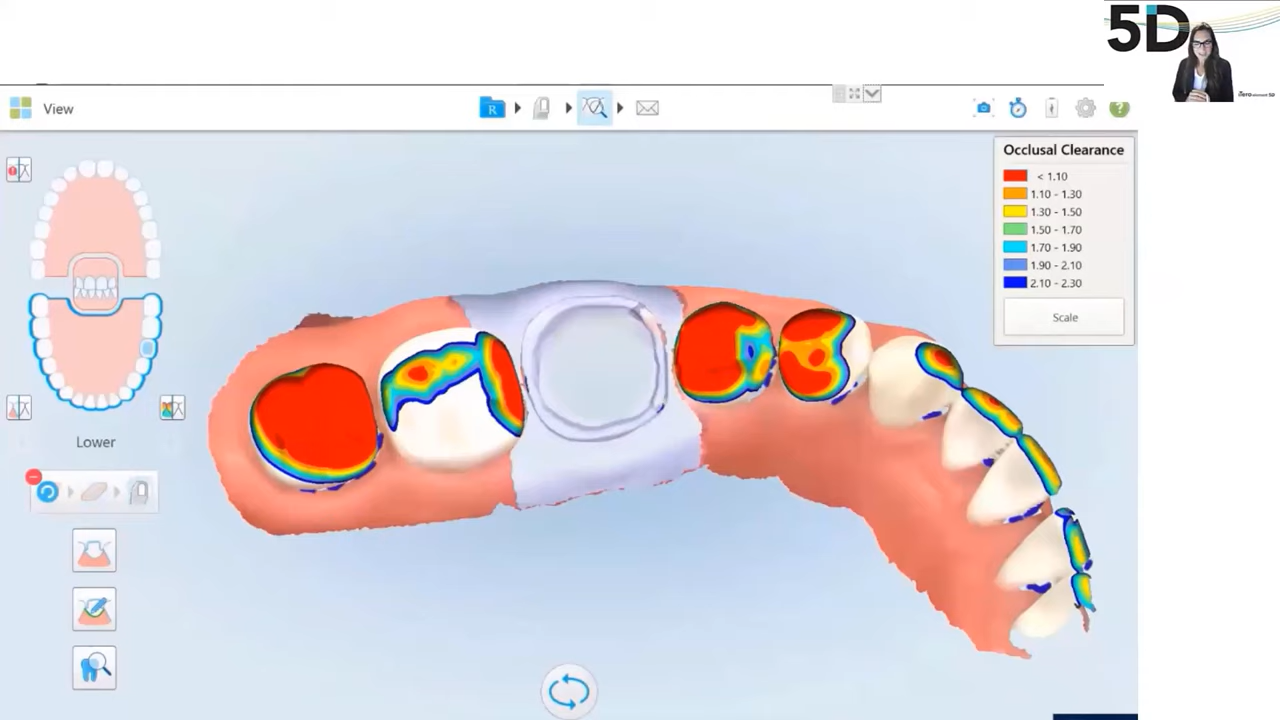 5D
View
R
?
Occlusal Clearance
< 1.10
1.10 - 1.30
1.30 - 1.50
1.50 - 1.70
1.70 - 1.90
1.90 - 2.10
2.10 - 2.30
Scale
Lower